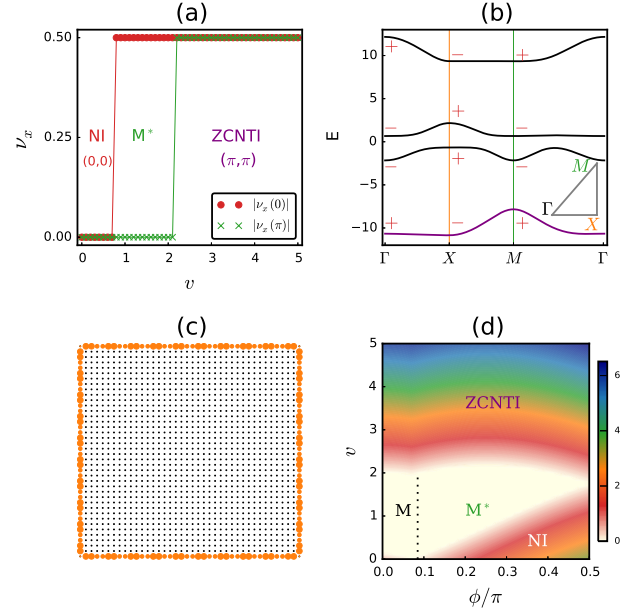 (a)
0.50
0.25
0.00
ν_x
NI
(0,0)
M*
ZCNTI
(π,π)
|ν_x(0)|
|ν_x(π)|
0 1 2 3 4 5
v
(b)
10
5
0
−5
−10
E
+ − +
+
− −
− + −
+ − +
M
Γ
X
Γ X M Γ
(c)
(d)
5
4
3
2
1
0
v
ZCNTI
M
M*
NI
0.0 0.1 0.2 0.3 0.4 0.5
ϕ/π
6
4
2
0